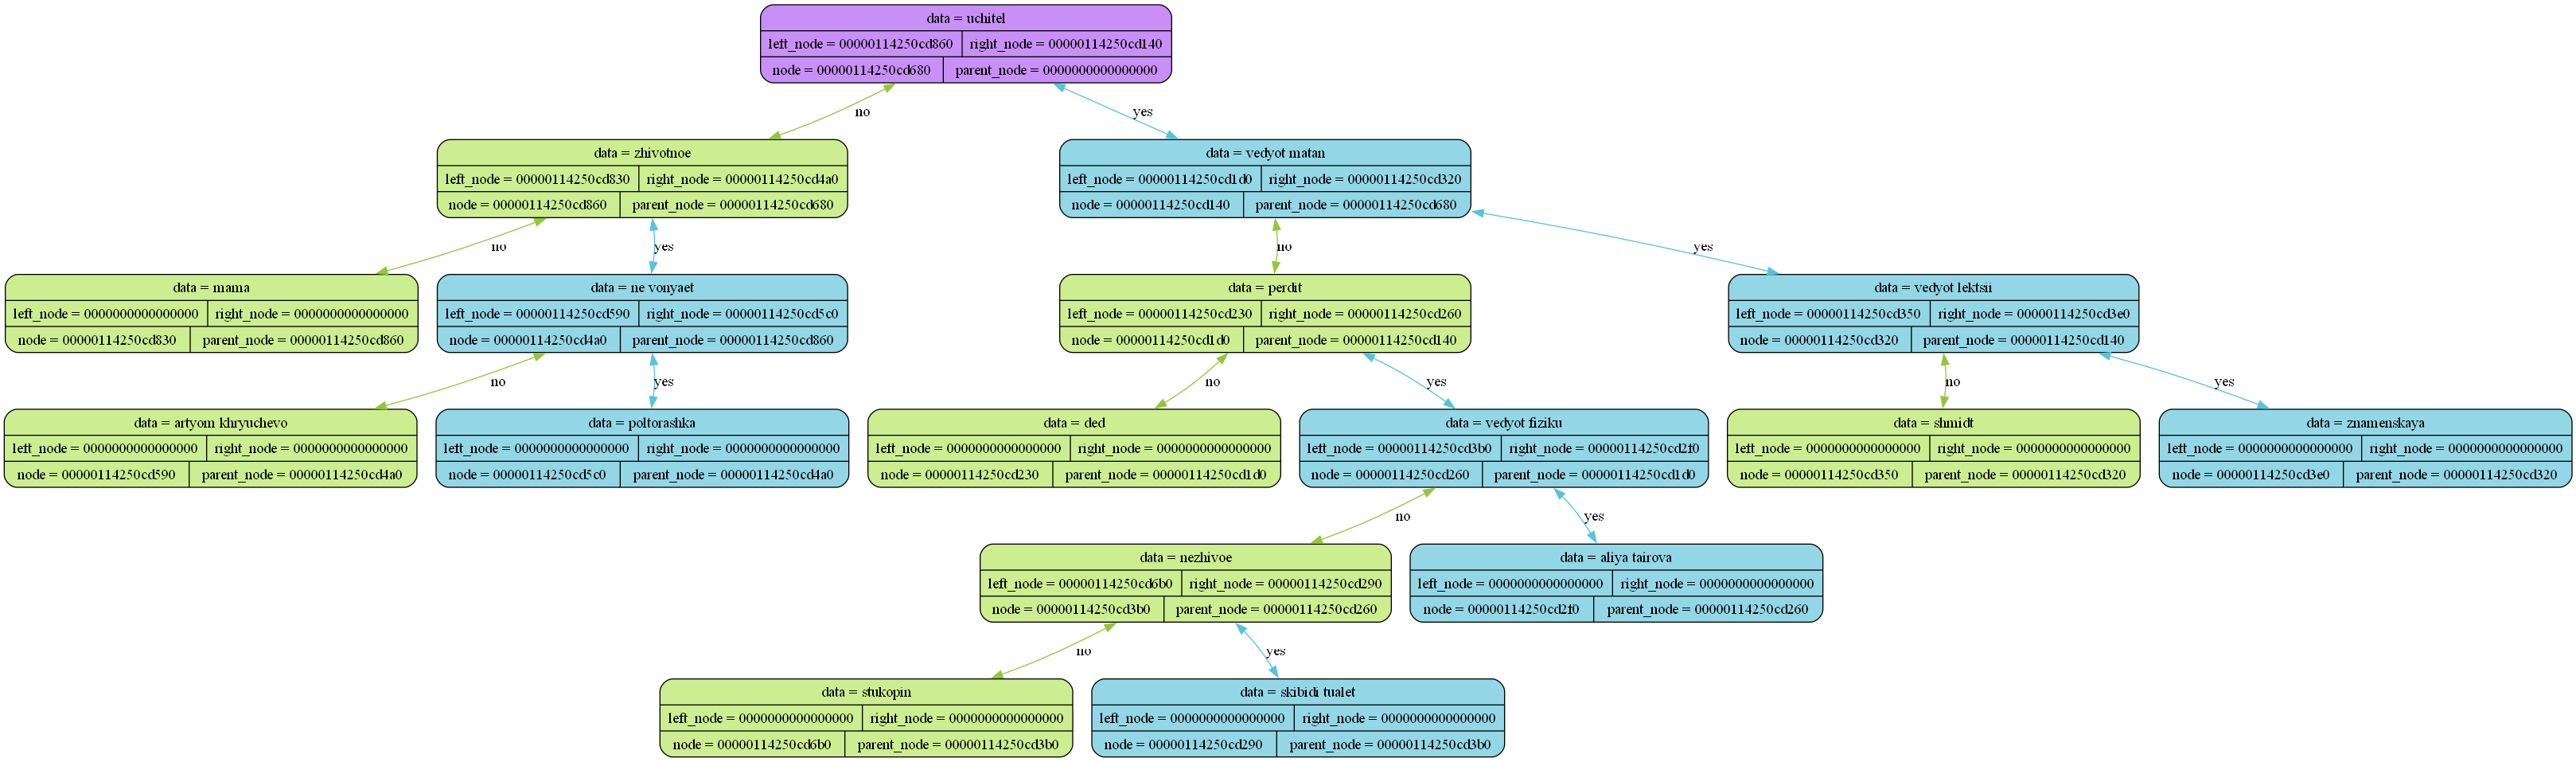 data = uchitel
left_node = 00000114250cd860 right_node = 00000114250cd140
node = 00000114250cd680 parent_node = 0000000000000000
no
yes
data = zhivotnoe
left_node = 00000114250cd830 right_node = 00000114250cd4a0
node = 00000114250cd860 parent_node = 00000114250cd680
data = vedyot matan
left_node = 00000114250cd1d0 right_node = 00000114250cd320
node = 00000114250cd140 parent_node = 00000114250cd680
no
yes
no
yes
data = mama
left_node = 0000000000000000 right_node = 0000000000000000
node = 00000114250cd830 parent_node = 00000114250cd860
data = ne vonyaet
left_node = 00000114250cd590 right_node = 00000114250cd5c0
node = 00000114250cd4a0 parent_node = 00000114250cd860
data = perdit
left_node = 00000114250cd230 right_node = 00000114250cd260
node = 00000114250cd1d0 parent_node = 00000114250cd140
data = vedyot lektsii
left_node = 00000114250cd350 right_node = 00000114250cd3e0
node = 00000114250cd320 parent_node = 00000114250cd140
no
yes
no
yes
no
yes
data = artyom khryuchevo
left_node = 0000000000000000 right_node = 0000000000000000
node = 00000114250cd590 parent_node = 00000114250cd4a0
data = poltorashka
left_node = 0000000000000000 right_node = 0000000000000000
node = 00000114250cd5c0 parent_node = 00000114250cd4a0
data = ded
left_node = 0000000000000000 right_node = 0000000000000000
node = 00000114250cd230 parent_node = 00000114250cd1d0
data = vedyot fiziku
left_node = 00000114250cd3b0 right_node = 00000114250cd2f0
node = 00000114250cd260 parent_node = 00000114250cd1d0
data = shmidt
left_node = 0000000000000000 right_node = 0000000000000000
node = 00000114250cd350 parent_node = 00000114250cd320
data = znamenskaya
left_node = 0000000000000000 right_node = 0000000000000000
node = 00000114250cd3e0 parent_node = 00000114250cd320
no
yes
data = nezhivoe
left_node = 00000114250cd6b0 right_node = 00000114250cd290
node = 00000114250cd3b0 parent_node = 00000114250cd260
data = aliya tairova
left_node = 0000000000000000 right_node = 0000000000000000
node = 00000114250cd2f0 parent_node = 00000114250cd260
no
yes
data = stukopin
left_node = 0000000000000000 right_node = 0000000000000000
node = 00000114250cd6b0 parent_node = 00000114250cd3b0
data = skibidi tualet
left_node = 0000000000000000 right_node = 0000000000000000
node = 00000114250cd290 parent_node = 00000114250cd3b0